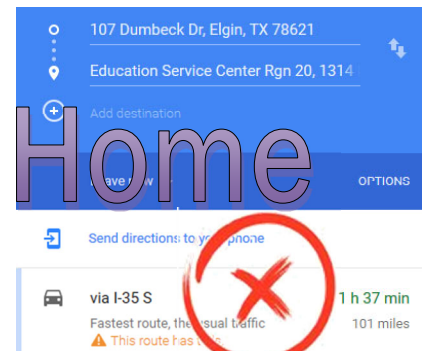 107 Dumbeck Dr, Elgin, TX 78621
Education Service Center Rgn 20, 1314
Add destination
Home
OPTIONS
Send directions to your phone
via I-35 S
1 h 37 min
Fastest route, the usual traffic
101 miles
This route has